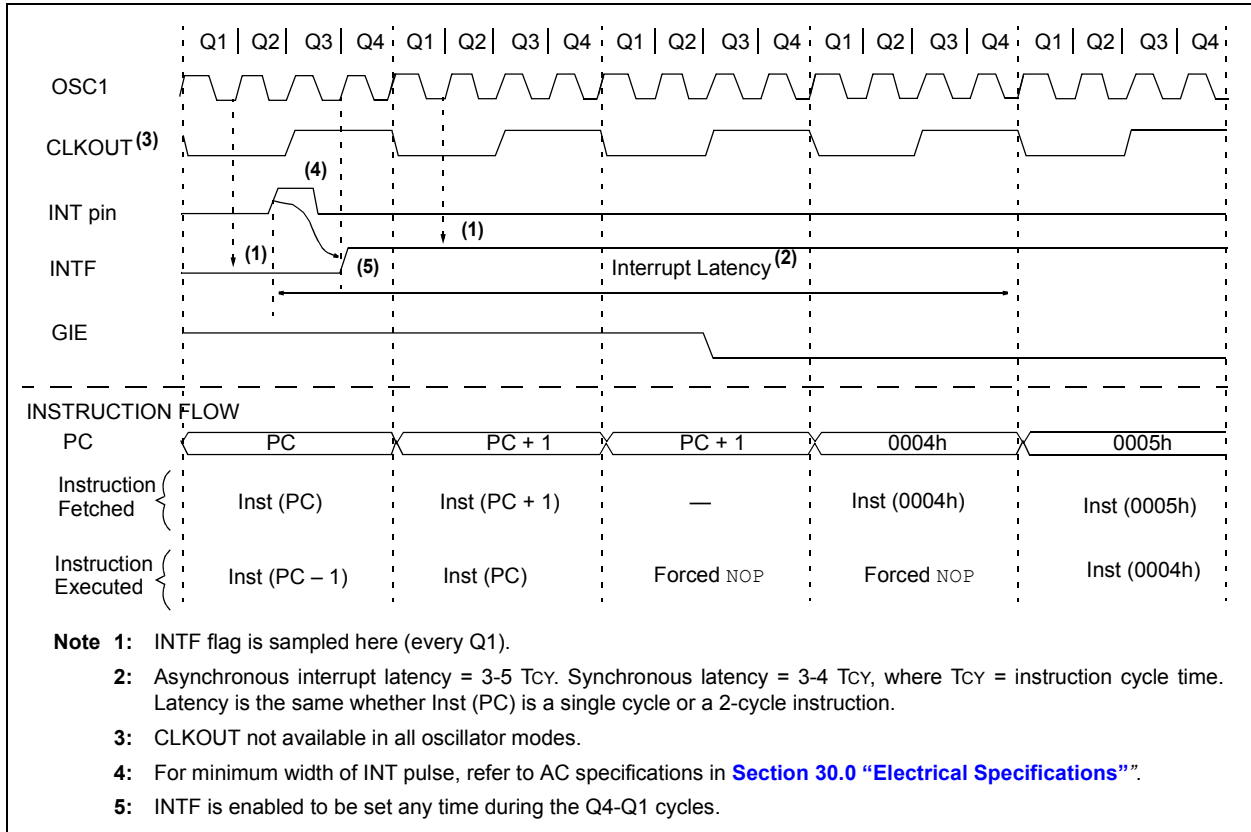 Q1 Q2 Q3 Q4 Q1 Q2 Q3 Q4 Q1 Q2 Q3 Q4 Q1 Q2 Q3 Q4 Q1 Q2 Q3 Q4
OSC1
CLKOUT (3)
(4)
INT pin
(1)
(1)
INTF
(5)
Interrupt Latency (2)
GIE
INSTRUCTION FLOW
PC PC PC + 1 PC + 1 0004h 0005h
Instruction
Fetched
Inst (PC) Inst (PC + 1) — Inst (0004h) Inst (0005h)
Instruction
Executed
Inst (PC – 1) Inst (PC) Forced NOP Forced NOP Inst (0004h)
Note 1: INTF flag is sampled here (every Q1).
2: Asynchronous interrupt latency = 3-5 TCY. Synchronous latency = 3-4 TCY, where TCY = instruction cycle time.
Latency is the same whether Inst (PC) is a single cycle or a 2-cycle instruction.
3: CLKOUT not available in all oscillator modes.
4: For minimum width of INT pulse, refer to AC specifications in Section 30.0 “Electrical Specifications””.
5: INTF is enabled to be set any time during the Q4-Q1 cycles.